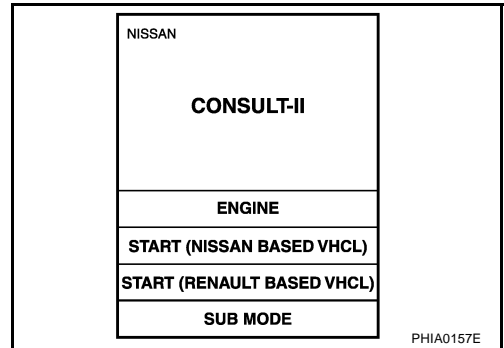 NISSAN
CONSULT-II
ENGINE
START (NISSAN BASED VHCL)
START (RENAULT BASED VHCL)
SUB MODE
PHIA0157E